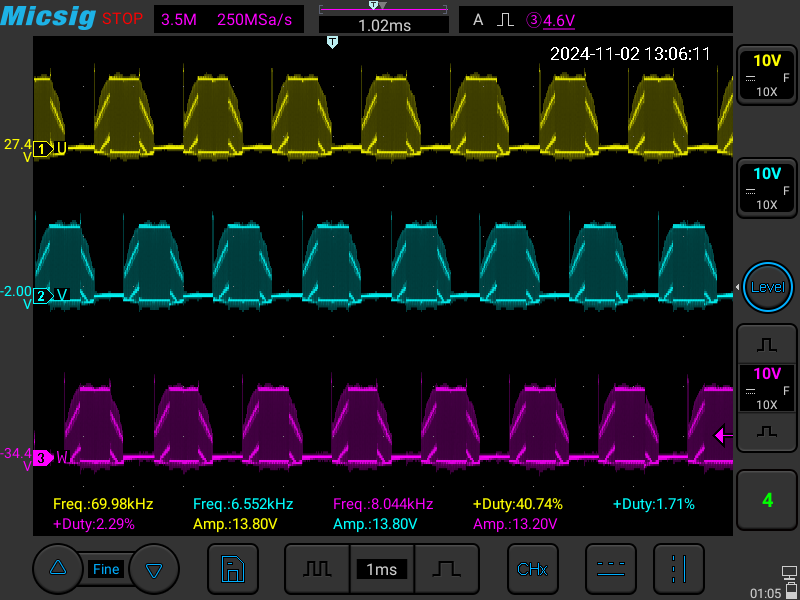 Micsig STOP 3.5M 250MSa/s T 1.02ms A ③ 4.6V
T
2024-11-02 13:06:11
10V
F
10X
27.4
V
1 U
10V
F
10X
-2.00
V
2 V
Level
10V
F
10X
-34.4
V
3 W
Freq.:69.98kHz Freq.:6.552kHz Freq.:8.044kHz +Duty:40.74% +Duty:1.71%
+Duty:2.29% Amp.:13.80V Amp.:13.80V Amp.:13.20V
4
Fine 1ms CHx
01:05